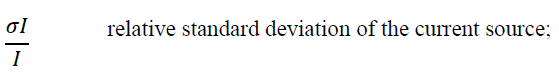 σI
relative standard deviation of the current source;
I